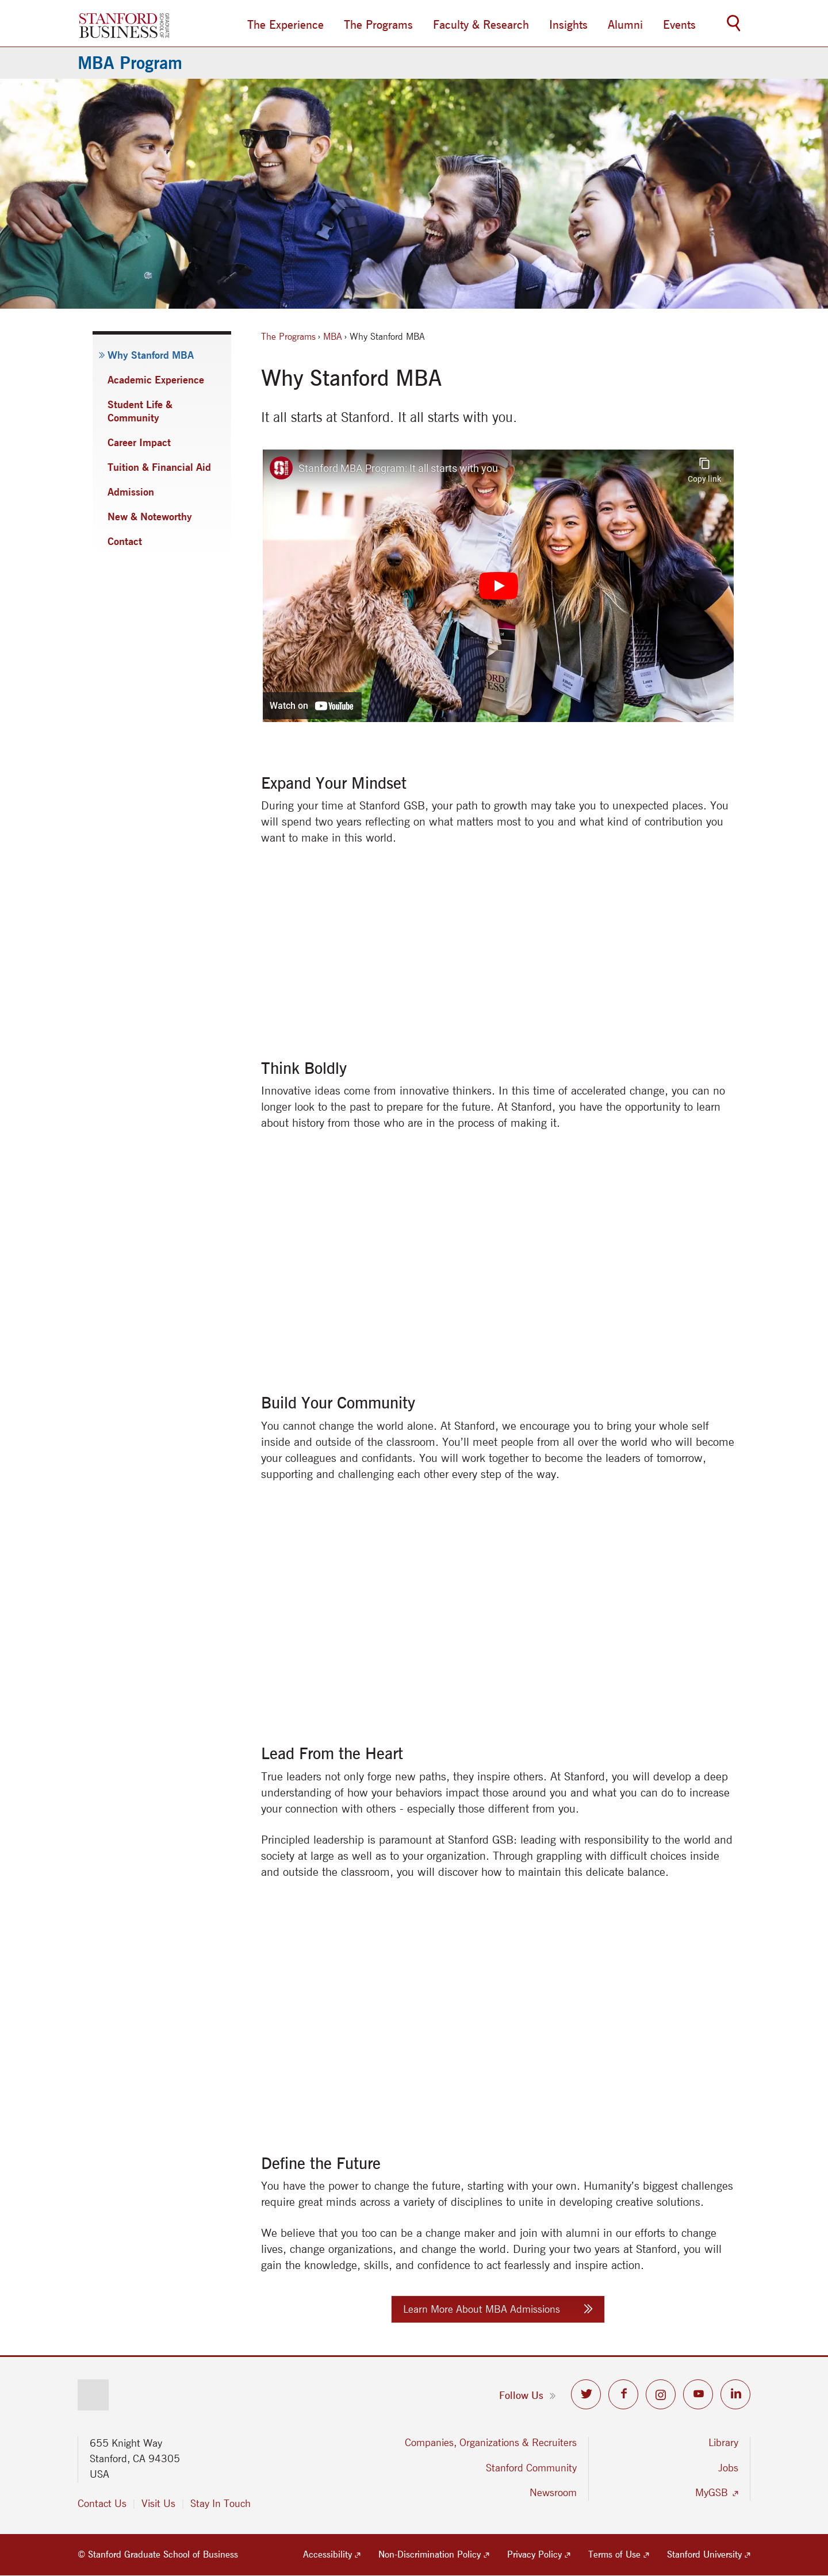 STANFORD
BUSINESS
GRADUATE
SCHOOL OF
The Experience
The Programs
Faculty & Research
Insights
Alumni
Events
MBA Program
Why Stanford MBA
Academic Experience
Student Life &
Community
Career Impact
Tuition & Financial Aid
Admission
New & Noteworthy
Contact
The Programs › MBA › Why Stanford MBA
Why Stanford MBA
It all starts at Stanford. It all starts with you.
Stanford MBA Program: It all starts with you
Copy link
Watch on YouTube
Expand Your Mindset
During your time at Stanford GSB, your path to growth may take you to unexpected places. You
will spend two years reflecting on what matters most to you and what kind of contribution you
want to make in this world.
Think Boldly
Innovative ideas come from innovative thinkers. In this time of accelerated change, you can no
longer look to the past to prepare for the future. At Stanford, you have the opportunity to learn
about history from those who are in the process of making it.
Build Your Community
You cannot change the world alone. At Stanford, we encourage you to bring your whole self
inside and outside of the classroom. You’ll meet people from all over the world who will become
your colleagues and confidants. You will work together to become the leaders of tomorrow,
supporting and challenging each other every step of the way.
Lead From the Heart
True leaders not only forge new paths, they inspire others. At Stanford, you will develop a deep
understanding of how your behaviors impact those around you and what you can do to increase
your connection with others - especially those different from you.
Principled leadership is paramount at Stanford GSB: leading with responsibility to the world and
society at large as well as to your organization. Through grappling with difficult choices inside
and outside the classroom, you will discover how to maintain this delicate balance.
Define the Future
You have the power to change the future, starting with your own. Humanity’s biggest challenges
require great minds across a variety of disciplines to unite in developing creative solutions.
We believe that you too can be a change maker and join with alumni in our efforts to change
lives, change organizations, and change the world. During your two years at Stanford, you will
gain the knowledge, skills, and confidence to act fearlessly and inspire action.
Learn More About MBA Admissions
Follow Us
655 Knight Way
Stanford, CA 94305
USA
Contact Us
Visit Us
Stay In Touch
Companies, Organizations & Recruiters
Stanford Community
Newsroom
Library
Jobs
MyGSB
© Stanford Graduate School of Business
Accessibility
Non-Discrimination Policy
Privacy Policy
Terms of Use
Stanford University